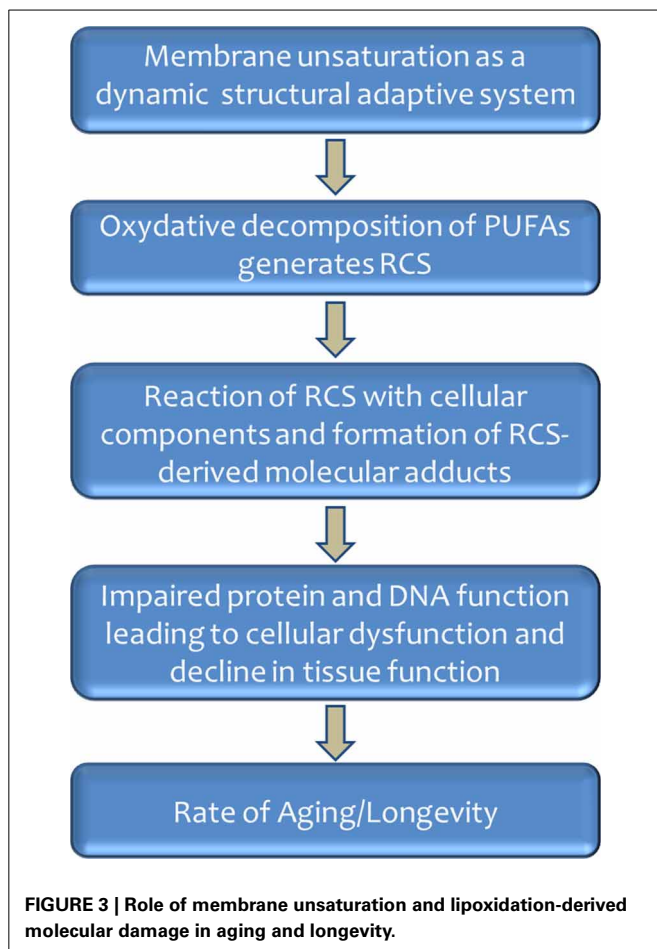 Membrane unsaturation as a
dynamic structural adaptive system
Oxydative decomposition of PUFAs
generates RCS
Reaction of RCS with cellular
components and formation of RCS-
derived molecular adducts
Impaired protein and DNA function
leading to cellular dysfunction and
decline in tissue function
Rate of Aging/Longevity
FIGURE 3 | Role of membrane unsaturation and lipoxidation-derived
molecular damage in aging and longevity.